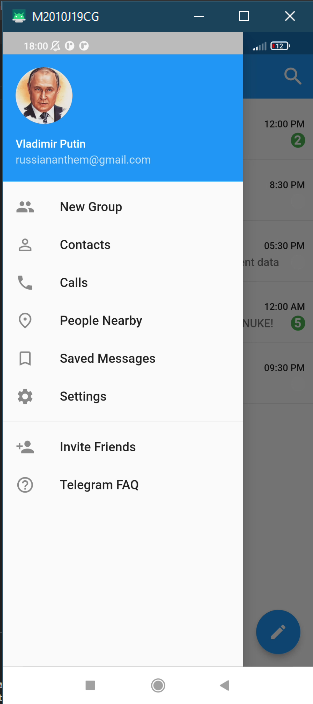 M2010J19CG
18:00
12
12:00 PM
2
8:30 PM
05:30 PM
data
12:00 AM
NUKE!
5
09:30 PM
Vladimir Putin
russiananthem@gmail.com
New Group
Contacts
Calls
People Nearby
Saved Messages
Settings
Invite Friends
Telegram FAQ